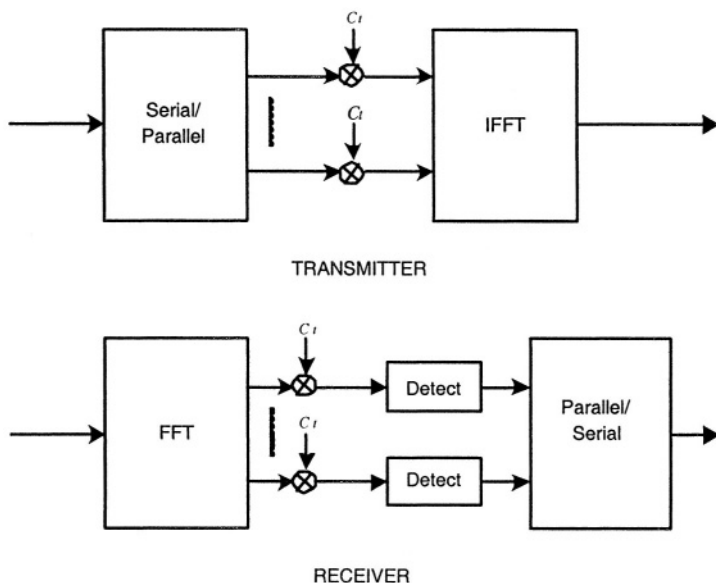 Ct
Serial/
Parallel
Ct
IFFT
TRANSMITTER
Ct
FFT
Detect
Parallel/
Serial
Ct
Detect
RECEIVER